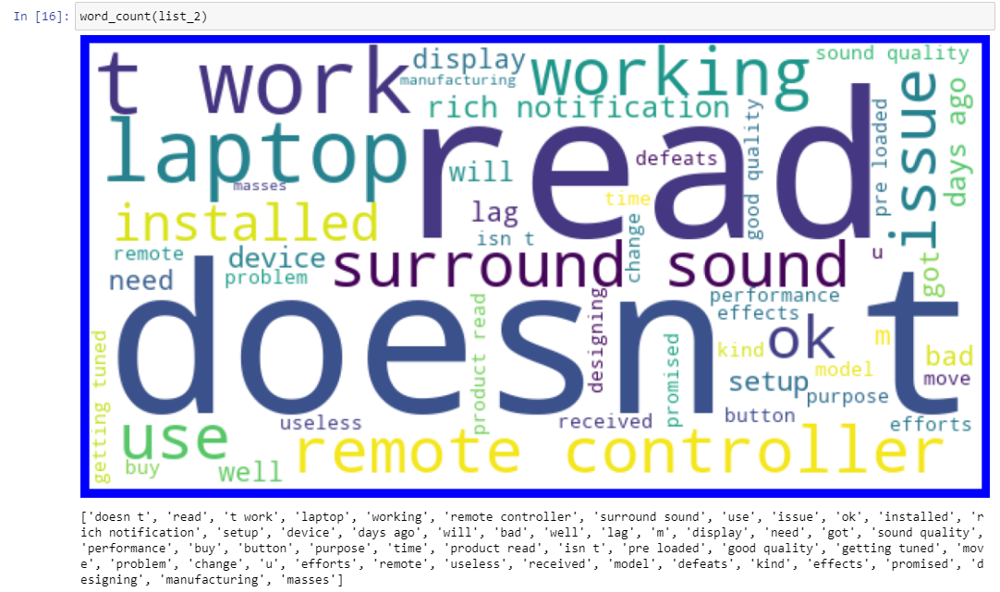 In [16]:
word_count(list_2)
t work
display
manufacturing
working
sound quality
rich notification
laptop
read
issue
days ago
good quality
pre loaded
defeats
will
masses
time
installed
lag
isn t
change
u
remote
device
surround sound
got
need
problem
doesn t
product read
designing
performance
effects
promised
kind
ok
m
bad
model
move
setup
purpose
getting tuned
useless
received
button
efforts
use
remote controller
buy
well
['doesn t', 'read', 't work', 'laptop', 'working', 'remote controller', 'surround sound', 'use', 'issue', 'ok', 'installed', 'r
ich notification', 'setup', 'device', 'days ago', 'will', 'bad', 'well', 'lag', 'm', 'display', 'need', 'got', 'sound quality',
'performance', 'buy', 'button', 'purpose', 'time', 'product read', 'isn t', 'pre loaded', 'good quality', 'getting tuned', 'mov
e', 'problem', 'change', 'u', 'efforts', 'remote', 'useless', 'received', 'model', 'defeats', 'kind', 'effects', 'promised', 'd
esigning', 'manufacturing', 'masses']